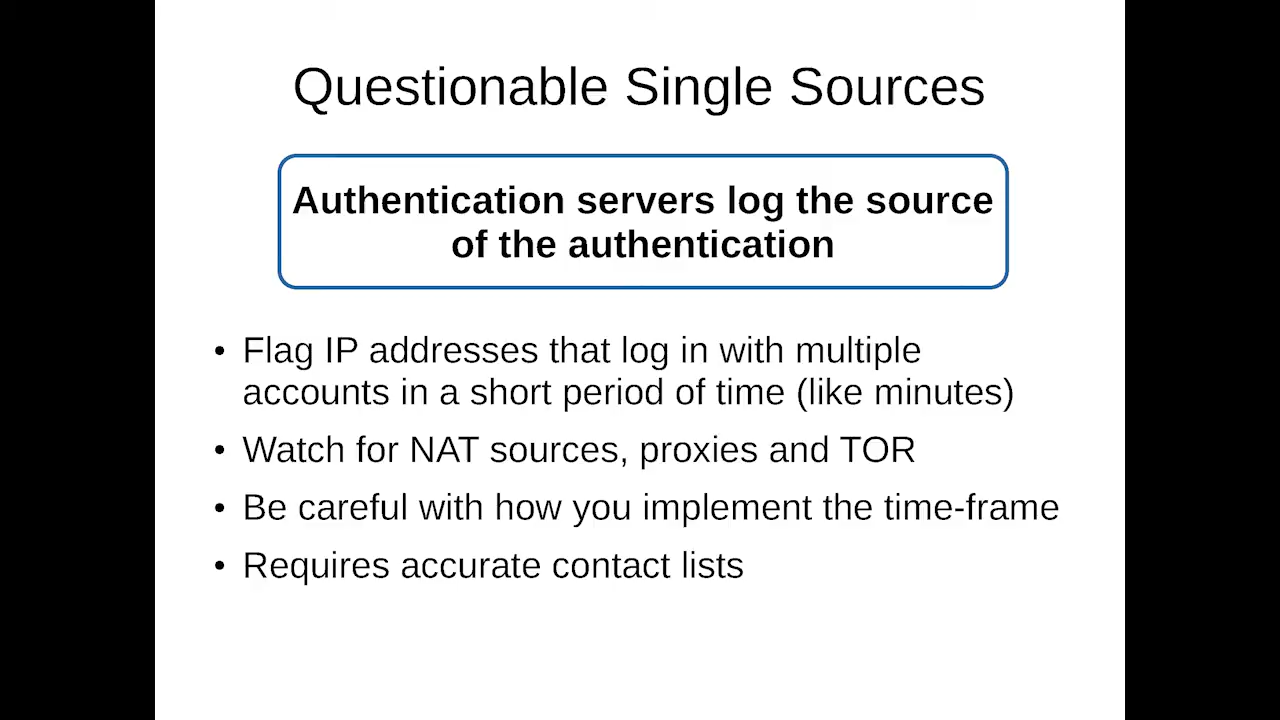 Questionable Single Sources
Authentication servers log the source
of the authentication
• Flag IP addresses that log in with multiple
accounts in a short period of time (like minutes)
• Watch for NAT sources, proxies and TOR
• Be careful with how you implement the time-frame
• Requires accurate contact lists